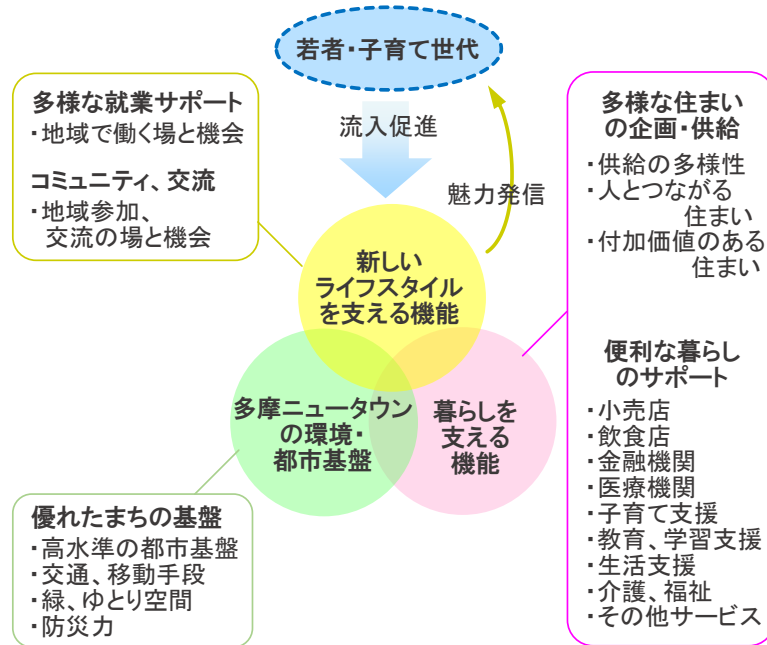 若者・子育て世代
多様な就業サポート
・地域で働く場と機会
コミュニティ、交流
・地域参加、
交流の場と機会
流入促進
魅力発信
新しい
ライフスタイル
を支える機能
多摩ニュータウン
の環境・
都市基盤
暮らしを
支える
機能
優れたまちの基盤
・高水準の都市基盤
・交通、移動手段
・緑、ゆとり空間
・防災力
多様な住まい
の企画・供給
・供給の多様性
・人とつながる
住まい
・付加価値のある
住まい
便利な暮らし
のサポート
・小売店
・飲食店
・金融機関
・医療機関
・子育て支援
・教育、学習支援
・生活支援
・介護、福祉
・その他サービス